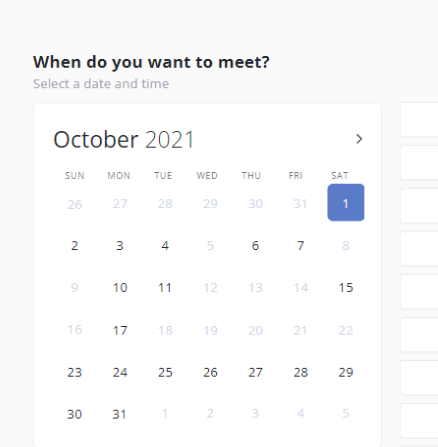 When do you want to meet?
Select a date and time
October 2021
SUN MON TUE WED THU FRI SAT
26 27 28 29 30 31 1
2 3 4 5 6 7 8
9 10 11 12 13 14 15
16 17 18 19 20 21 22
23 24 25 26 27 28 29
30 31 1 2 3 4 5